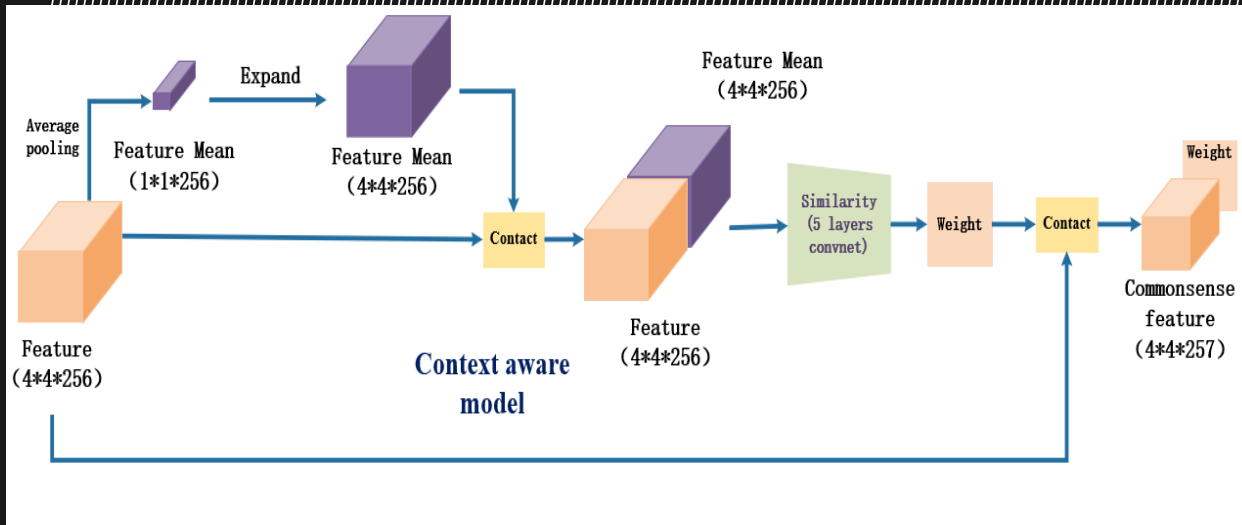 Average
pooling
Expand
Feature Mean
(1*1*256)
Feature Mean
(4*4*256)
Feature Mean
(4*4*256)
Feature
(4*4*256)
Contact
Feature
(4*4*256)
Similarity
(5 layers
convnet)
Weight
Contact
Weight
Commonsense
feature
(4*4*257)
Context aware
model